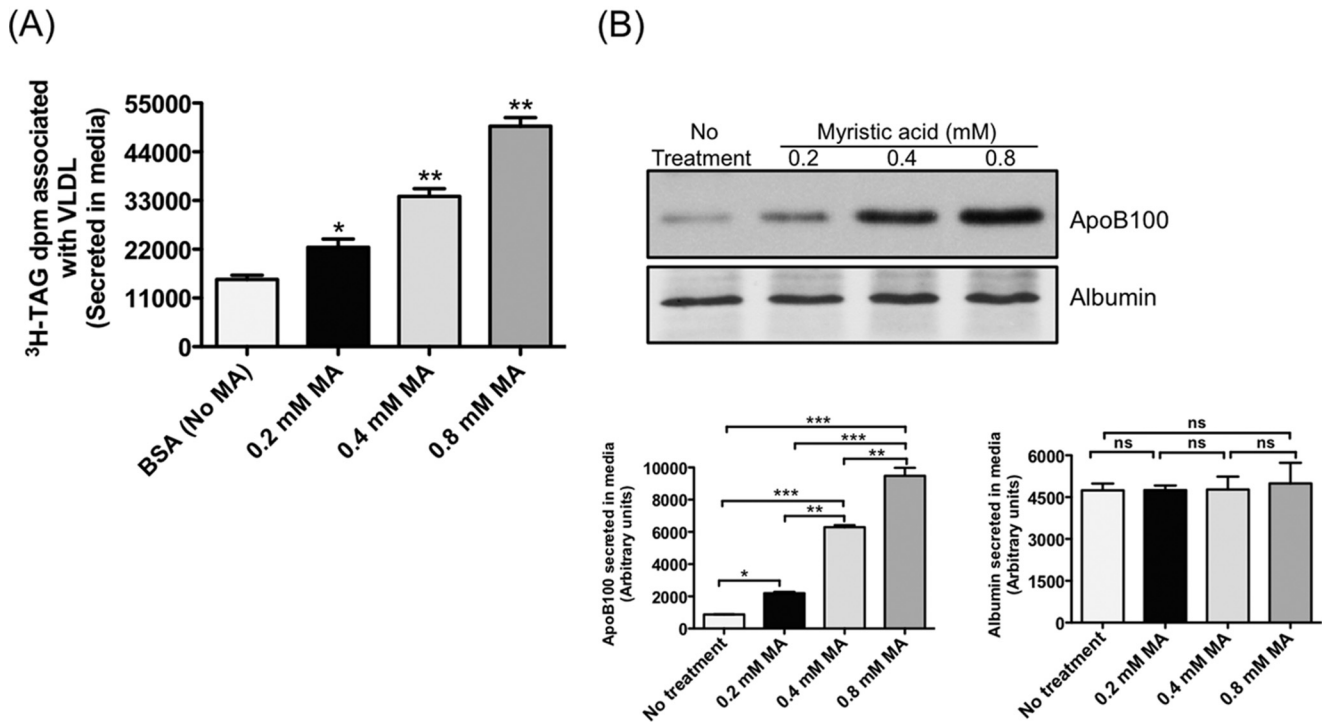 (A)
³H-TAG dpm associated
with VLDL
(Secreted in media)
55000
44000
33000
22000
11000
0
*
**
**
BSA (No MA)
0.2 mM MA
0.4 mM MA
0.8 mM MA
(B)
No
Treatment
Myristic acid (mM)
0.2 0.4 0.8
ApoB100
Albumin
ApoB100 secreted in media
(Arbitrary units)
10000
8000
6000
4000
2000
0
***
***
**
***
**
*
No treatment
0.2 mM MA
0.4 mM MA
0.8 mM MA
Albumin secreted in media
(Arbitrary units)
6000
4500
3000
1500
0
ns
ns ns ns
No treatment
0.2 mM MA
0.4 mM MA
0.8 mM MA